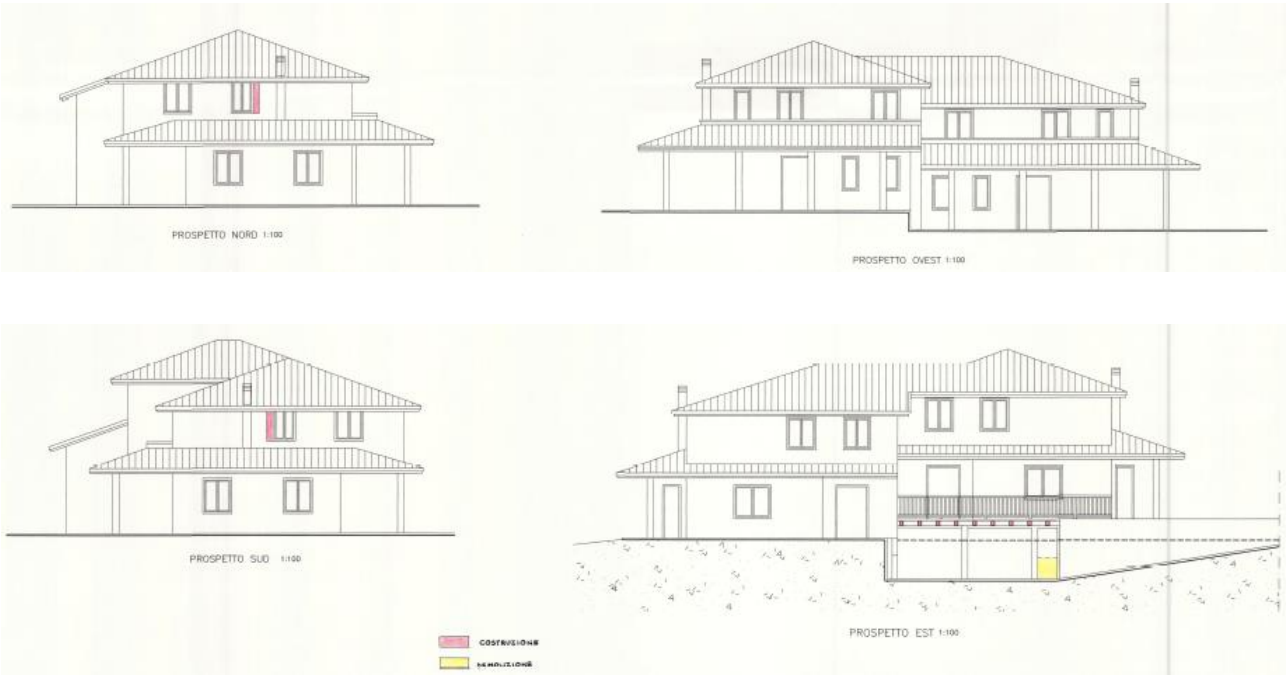 PROSPETTO NORD 1:100
PROSPETTO OVEST 1:100
PROSPETTO SUD 1:100
PROSPETTO EST 1:100
COSTRUZIONE
DEMOLIZIONE